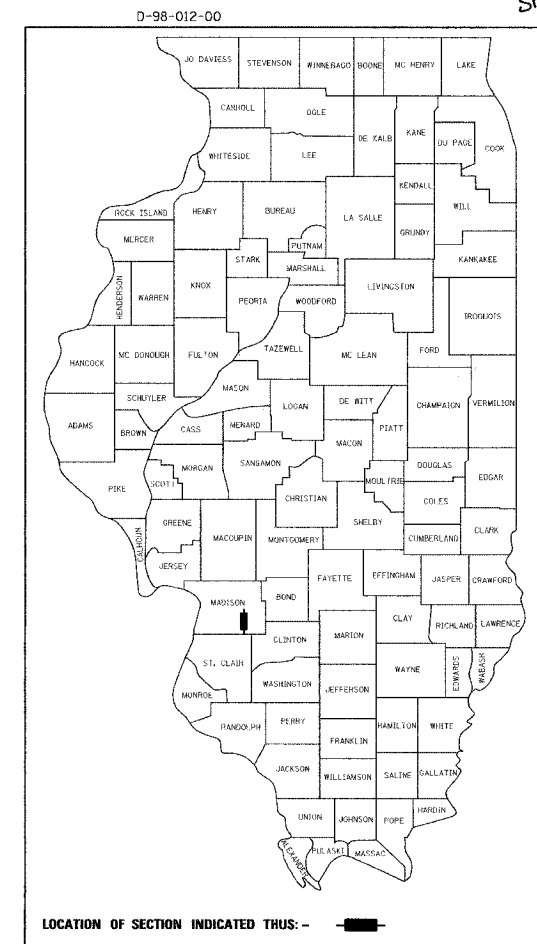 D-98-012-00
JO DAVIESS STEVENSON WINNEBAGO BOONE MC HENRY LAKE
CARROLL OGLE
DE KALB KANE DU PAGE COOK
WHITESIDE LEE
KENDALL WILL
ROCK ISLAND HENRY BUREAU LA SALLE
MERCER PUTNAM GRUNDY
STARK MARSHALL KANKAKEE
HENDERSON WARREN KNOX PEORIA WOODFORD LIVINGSTON
IROQUOIS
HANCOCK MC DONOUGH FULTON TAZEWELL MC LEAN FORD
MASON
SCHUYLER LOGAN DE WITT CHAMPAIGN VERMILION
ADAMS BROWN CASS MENARD MACON PIATT
MORGAN SANGAMON DOUGLAS
PIKE SCOTT CHRISTIAN MOULTRIE EDGAR
COLES
GREENE MACOUPIN MONTGOMERY SHELBY
CALHOUN CUMBERLAND CLARK
JERSEY FAYETTE EFFINGHAM JASPER CRAWFORD
MADISON BOND
CLAY RICHLAND LAWRENCE
CLINTON MARION
ST. CLAIR WAYNE EDWARDS WABASH
WASHINGTON JEFFERSON
MONROE
RANDOLPH PERRY HAMILTON WHITE
FRANKLIN
JACKSON WILLIAMSON SALINE GALLATIN
HARDIN
UNION JOHNSON POPE
ALEXANDER PULASKI MASSAC
LOCATION OF SECTION INDICATED THUS: -